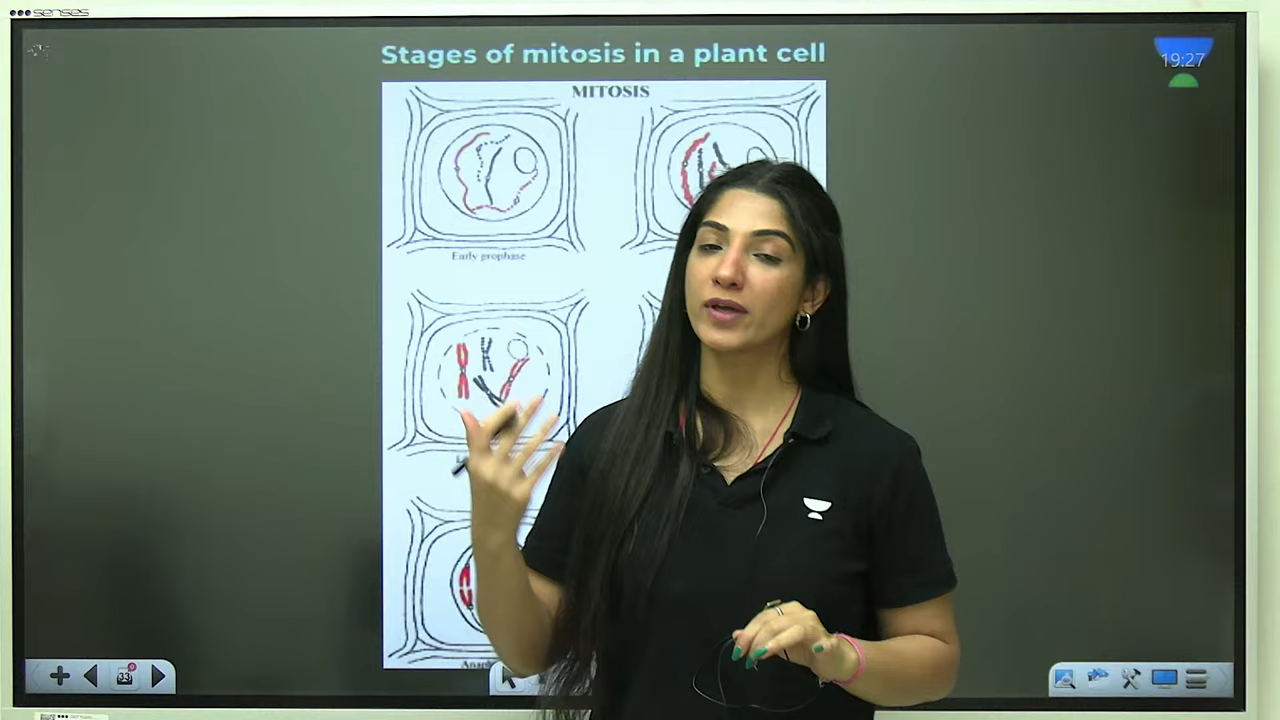 senses
Stages of mitosis in a plant cell
19:27
MITOSIS
Early prophase
33